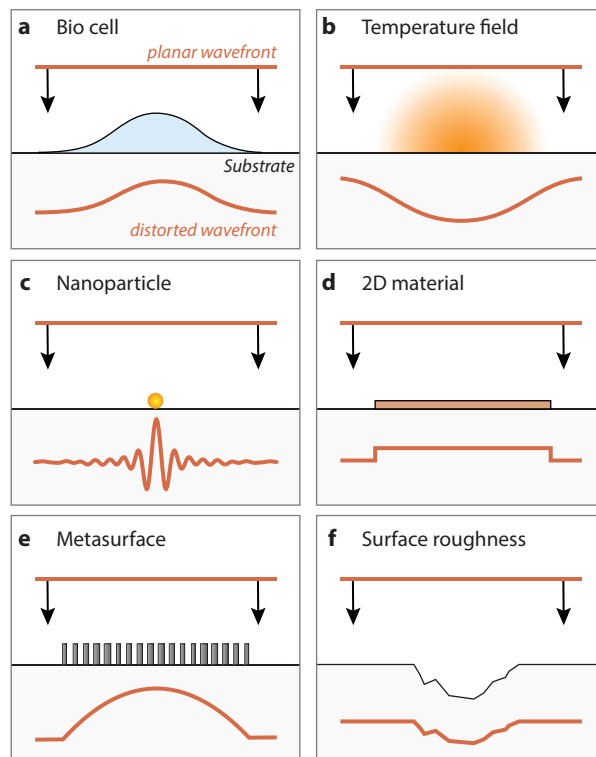 a Bio cell
planar wavefront
Substrate
distorted wavefront
b Temperature field
c Nanoparticle
d 2D material
e Metasurface
f Surface roughness